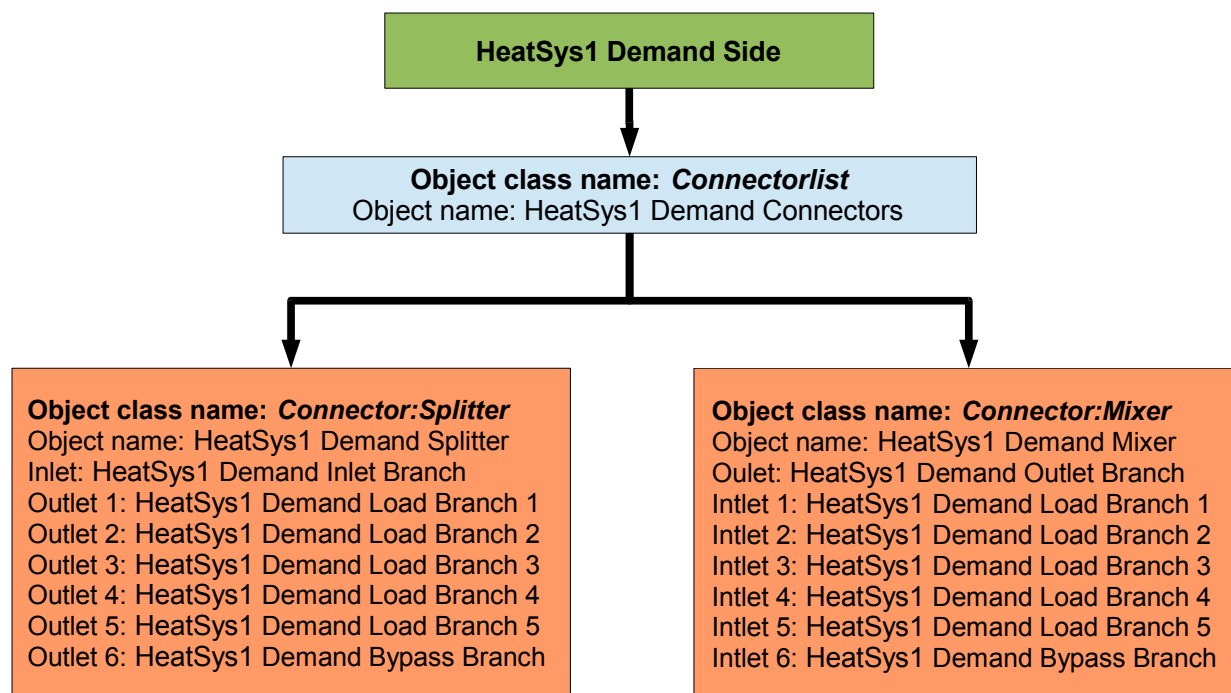 HeatSys1 Demand Side
Object class name: Connectorlist
Object name: HeatSys1 Demand Connectors
Object class name: Connector:Splitter
Object name: HeatSys1 Demand Splitter
Inlet: HeatSys1 Demand Inlet Branch
Outlet 1: HeatSys1 Demand Load Branch 1
Outlet 2: HeatSys1 Demand Load Branch 2
Outlet 3: HeatSys1 Demand Load Branch 3
Outlet 4: HeatSys1 Demand Load Branch 4
Outlet 5: HeatSys1 Demand Load Branch 5
Outlet 6: HeatSys1 Demand Bypass Branch
Object class name: Connector:Mixer
Object name: HeatSys1 Demand Mixer
Oulet: HeatSys1 Demand Outlet Branch
Intlet 1: HeatSys1 Demand Load Branch 1
Intlet 2: HeatSys1 Demand Load Branch 2
Intlet 3: HeatSys1 Demand Load Branch 3
Intlet 4: HeatSys1 Demand Load Branch 4
Intlet 5: HeatSys1 Demand Load Branch 5
Intlet 6: HeatSys1 Demand Bypass Branch